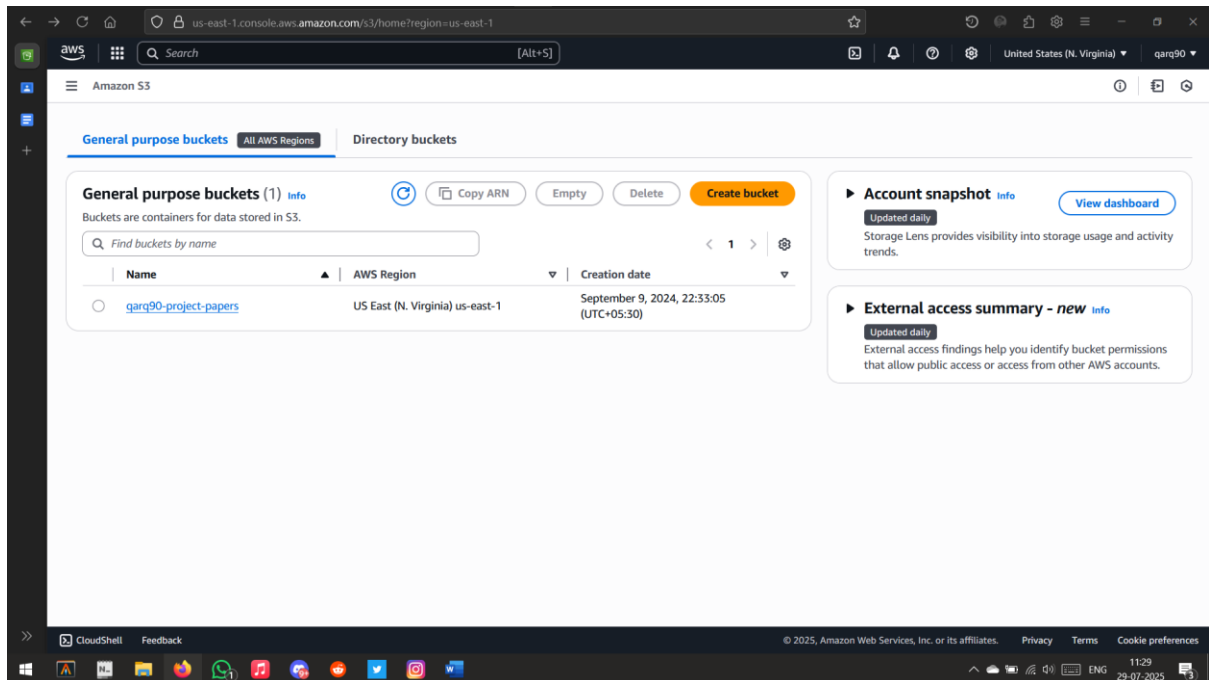 us-east-1.console.aws.amazon.com/s3/home?region=us-east-1
aws Search [Alt+S] United States (N. Virginia) qarq90
Amazon S3
General purpose buckets All AWS Regions Directory buckets
General purpose buckets (1) Info Copy ARN Empty Delete Create bucket
Buckets are containers for data stored in S3.
Find buckets by name 1
Name AWS Region Creation date
qarq90-project-papers US East (N. Virginia) us-east-1 September 9, 2024, 22:33:05
(UTC+05:30)
Account snapshot Info View dashboard
Updated daily
Storage Lens provides visibility into storage usage and activity
trends.
External access summary - new Info
Updated daily
External access findings help you identify bucket permissions
that allow public access or access from other AWS accounts.
CloudShell Feedback © 2025, Amazon Web Services, Inc. or its affiliates. Privacy Terms Cookie preferences
ENG 11:29
29-07-2025